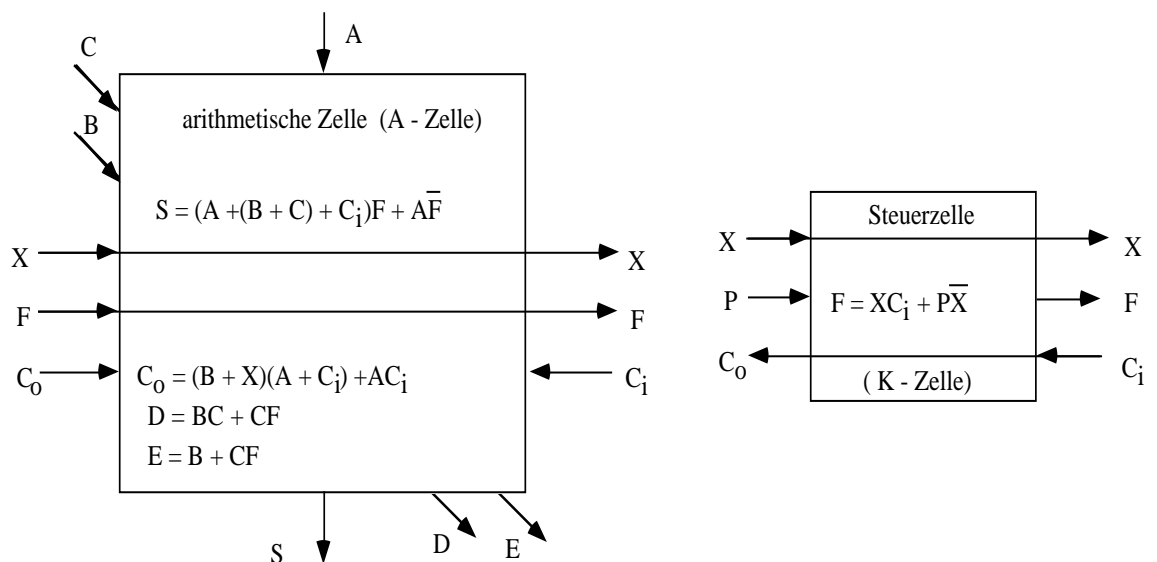 A
C
B
arithmetische Zelle (A - Zelle)
S = (A +(B + C) + Cᵢ)F + AF̅
X
X
F
F
Cₒ
Cₒ = (B + X)(A + Cᵢ) +ACᵢ
Cᵢ
D = BC + CF
E = B + CF
S
D
E
Steuerzelle
X
X
P
F = XCᵢ + PX̅
F
Cₒ
Cᵢ
( K - Zelle)